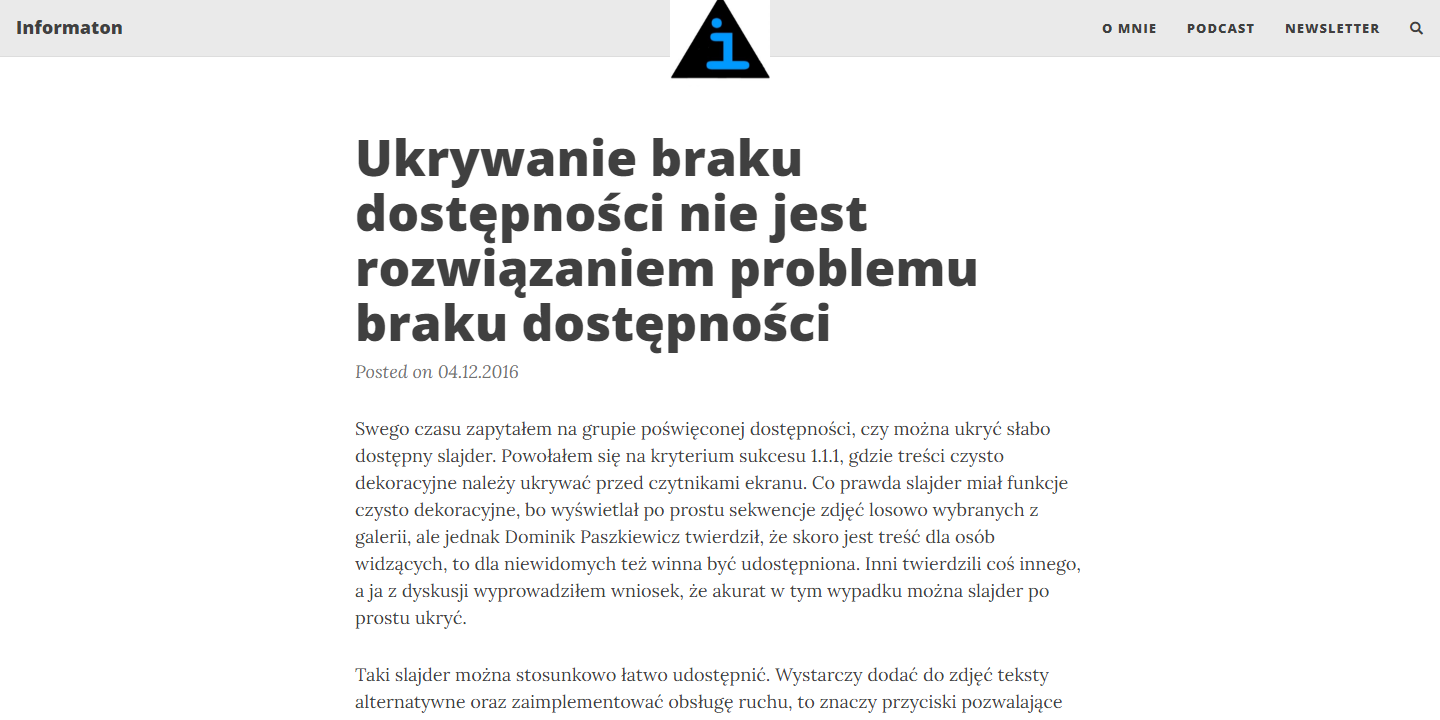 Informaton
i
O MNIE
PODCAST
NEWSLETTER
Ukrywanie braku
dostępności nie jest
rozwiązaniem problemu
braku dostępności
Posted on 04.12.2016
Swego czasu zapytałem na grupie poświęconej dostępności, czy można ukryć słabo
dostępny slajder. Powołałem się na kryterium sukcesu 1.1.1, gdzie treści czysto
dekoracyjne należy ukrywać przed czytnikami ekranu. Co prawda slajder miał funkcje
czysto dekoracyjne, bo wyświetlał po prostu sekwencje zdjęć losowo wybranych z
galerii, ale jednak Dominik Paszkiewicz twierdził, że skoro jest treść dla osób
widzących, to dla niewidomych też winna być udostępniona. Inni twierdzili coś innego,
a ja z dyskusji wyprowadziłem wniosek, że akurat w tym wypadku można slajder po
prostu ukryć.
Taki slajder można stosunkowo łatwo udostępnić. Wystarczy dodać do zdjęć teksty
alternatywne oraz zaimplementować obsługę ruchu, to znaczy przyciski pozwalające